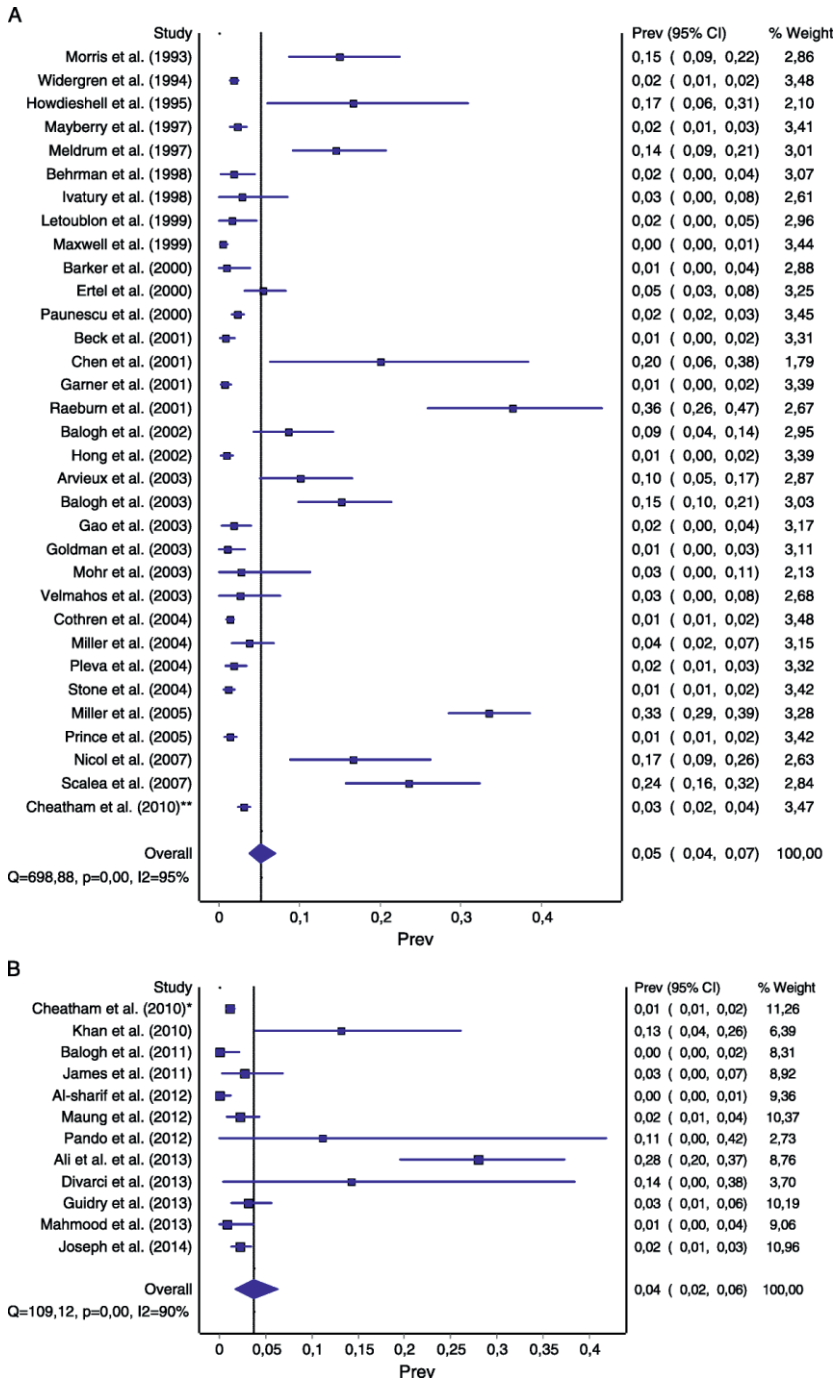 A
Study Prev (95% CI) % Weight
Morris et al. (1993) 0,15 ( 0,09, 0,22) 2,86
Widergren et al. (1994) 0,02 ( 0,01, 0,02) 3,48
Howdieshell et al. (1995) 0,17 ( 0,06, 0,31) 2,10
Mayberry et al. (1997) 0,02 ( 0,01, 0,03) 3,41
Meldrum et al. (1997) 0,14 ( 0,09, 0,21) 3,01
Behrman et al. (1998) 0,02 ( 0,00, 0,04) 3,07
Ivatury et al. (1998) 0,03 ( 0,00, 0,08) 2,61
Letoublon et al. (1999) 0,02 ( 0,00, 0,05) 2,96
Maxwell et al. (1999) 0,00 ( 0,00, 0,01) 3,44
Barker et al. (2000) 0,01 ( 0,00, 0,04) 2,88
Ertel et al. (2000) 0,05 ( 0,03, 0,08) 3,25
Paunescu et al. (2000) 0,02 ( 0,02, 0,03) 3,45
Beck et al. (2001) 0,01 ( 0,00, 0,02) 3,31
Chen et al. (2001) 0,20 ( 0,06, 0,38) 1,79
Garner et al. (2001) 0,01 ( 0,00, 0,02) 3,39
Raeburn et al. (2001) 0,36 ( 0,26, 0,47) 2,67
Balogh et al. (2002) 0,09 ( 0,04, 0,14) 2,95
Hong et al. (2002) 0,01 ( 0,00, 0,02) 3,39
Arvieux et al. (2003) 0,10 ( 0,05, 0,17) 2,87
Balogh et al. (2003) 0,15 ( 0,10, 0,21) 3,03
Gao et al. (2003) 0,02 ( 0,00, 0,04) 3,17
Goldman et al. (2003) 0,01 ( 0,00, 0,03) 3,11
Mohr et al. (2003) 0,03 ( 0,00, 0,11) 2,13
Velmahos et al. (2003) 0,03 ( 0,00, 0,08) 2,68
Cothren et al. (2004) 0,01 ( 0,01, 0,02) 3,48
Miller et al. (2004) 0,04 ( 0,02, 0,07) 3,15
Pleva et al. (2004) 0,02 ( 0,01, 0,03) 3,32
Stone et al. (2004) 0,01 ( 0,01, 0,02) 3,42
Miller et al. (2005) 0,33 ( 0,29, 0,39) 3,28
Prince et al. (2005) 0,01 ( 0,01, 0,02) 3,42
Nicol et al. (2007) 0,17 ( 0,09, 0,26) 2,63
Scalea et al. (2007) 0,24 ( 0,16, 0,32) 2,84
Cheatham et al. (2010)** 0,03 ( 0,02, 0,04) 3,47
Overall 0,05 ( 0,04, 0,07) 100,00
Q=698,88, p=0,00, I2=95%
0 0,1 0,2 0,3 0,4
Prev
B
Study Prev (95% CI) % Weight
Cheatham et al. (2010)* 0,01 ( 0,01, 0,02) 11,26
Khan et al. (2010) 0,13 ( 0,04, 0,26) 6,39
Balogh et al. (2011) 0,00 ( 0,00, 0,02) 8,31
James et al. (2011) 0,03 ( 0,00, 0,07) 8,92
Al-sharif et al. (2012) 0,00 ( 0,00, 0,01) 9,36
Maung et al. (2012) 0,02 ( 0,01, 0,04) 10,37
Pando et al. (2012) 0,11 ( 0,00, 0,42) 2,73
Ali et al. et al. (2013) 0,28 ( 0,20, 0,37) 8,76
Divarci et al. (2013) 0,14 ( 0,00, 0,38) 3,70
Guidry et al. (2013) 0,03 ( 0,01, 0,06) 10,19
Mahmood et al. (2013) 0,01 ( 0,00, 0,04) 9,06
Joseph et al. (2014) 0,02 ( 0,01, 0,03) 10,96
Overall 0,04 ( 0,02, 0,06) 100,00
Q=109,12, p=0,00, I2=90%
0 0,05 0,1 0,15 0,2 0,25 0,3 0,35 0,4
Prev